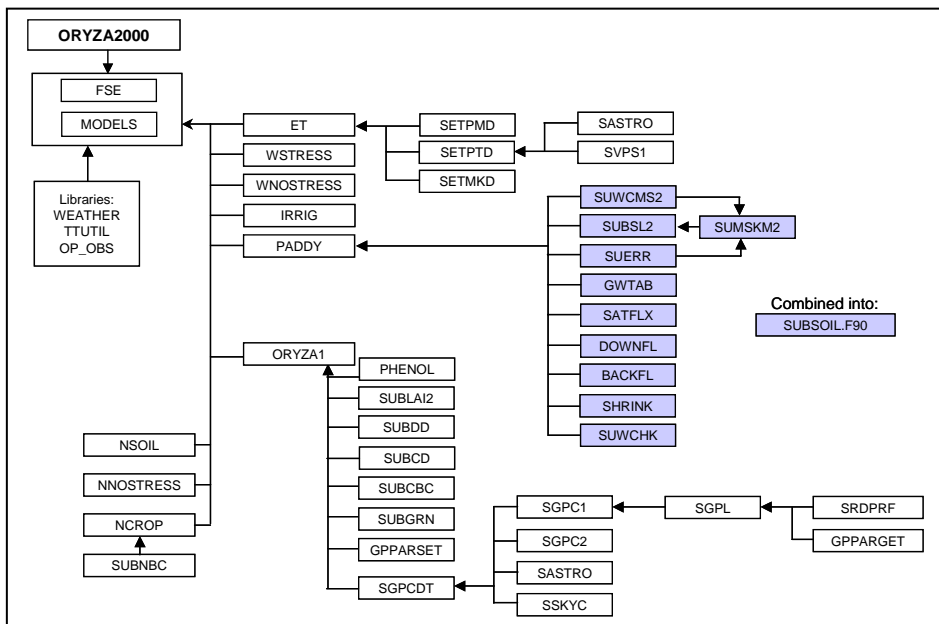 ORYZA2000
FSE
MODELS
Libraries:
WEATHER
TTUTIL
OP_OBS
ET
WSTRESS
WNOSTRESS
IRRIG
PADDY
SETPMD
SETPTD
SETMKD
SASTRO
SVPS1
SUWCMS2
SUBSL2
SUERR
GWTAB
SATFLX
DOWNFL
BACKFL
SHRINK
SUWCHK
SUMSKM2
Combined into:
SUBSOIL.F90
ORYZA1
PHENOL
SUBLAI2
SUBDD
SUBCD
SUBCBC
SUBGRN
GPPARSET
SGPCDT
NSOIL
NNOSTRESS
NCROP
SUBNBC
SGPC1
SGPC2
SASTRO
SSKYC
SGPL
SRDPRF
GPPARGET